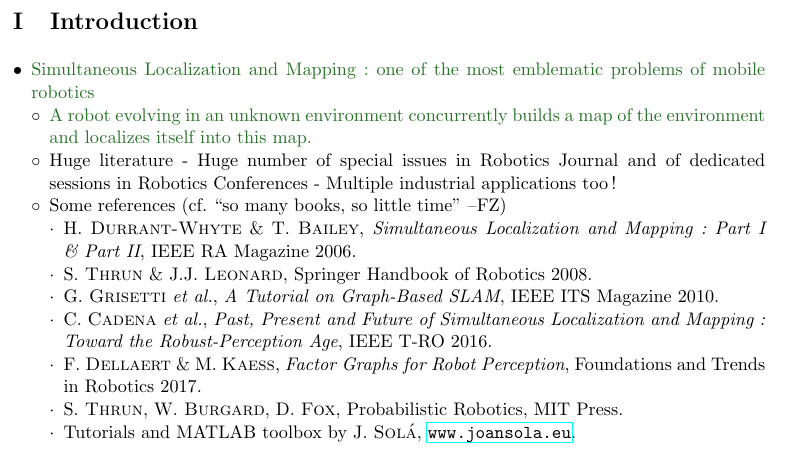 I Introduction
• Simultaneous Localization and Mapping : one of the most emblematic problems of mobile
robotics
◦ A robot evolving in an unknown environment concurrently builds a map of the environment
and localizes itself into this map.
◦ Huge literature - Huge number of special issues in Robotics Journal and of dedicated
sessions in Robotics Conferences - Multiple industrial applications too !
◦ Some references (cf. “so many books, so little time” –FZ)
· H. Durrant-Whyte & T. Bailey, Simultaneous Localization and Mapping : Part I
& Part II, IEEE RA Magazine 2006.
· S. Thrun & J.J. Leonard, Springer Handbook of Robotics 2008.
· G. Grisetti et al., A Tutorial on Graph-Based SLAM, IEEE ITS Magazine 2010.
· C. Cadena et al., Past, Present and Future of Simultaneous Localization and Mapping :
Toward the Robust-Perception Age, IEEE T-RO 2016.
· F. Dellaert & M. Kaess, Factor Graphs for Robot Perception, Foundations and Trends
in Robotics 2017.
· S. Thrun, W. Burgard, D. Fox, Probabilistic Robotics, MIT Press.
· Tutorials and MATLAB toolbox by J. Solá, www.joansola.eu.